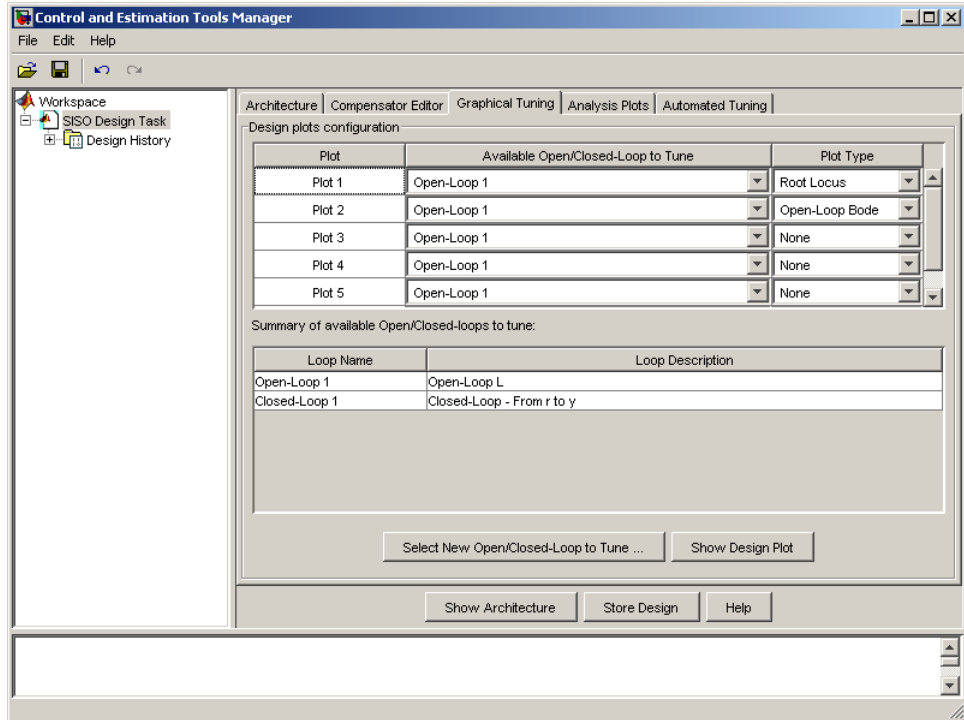 Control and Estimation Tools Manager
File Edit Help
Workspace
SISO Design Task
Design History
Architecture Compensator Editor Graphical Tuning Analysis Plots Automated Tuning
Design plots configuration
Plot Available Open/Closed-Loop to Tune Plot Type
Plot 1 Open-Loop 1 Root Locus
Plot 2 Open-Loop 1 Open-Loop Bode
Plot 3 Open-Loop 1 None
Plot 4 Open-Loop 1 None
Plot 5 Open-Loop 1 None
Summary of available Open/Closed-loops to tune:
Loop Name Loop Description
Open-Loop 1 Open-Loop L
Closed-Loop 1 Closed-Loop - From r to y
Select New Open/Closed-Loop to Tune ... Show Design Plot
Show Architecture Store Design Help